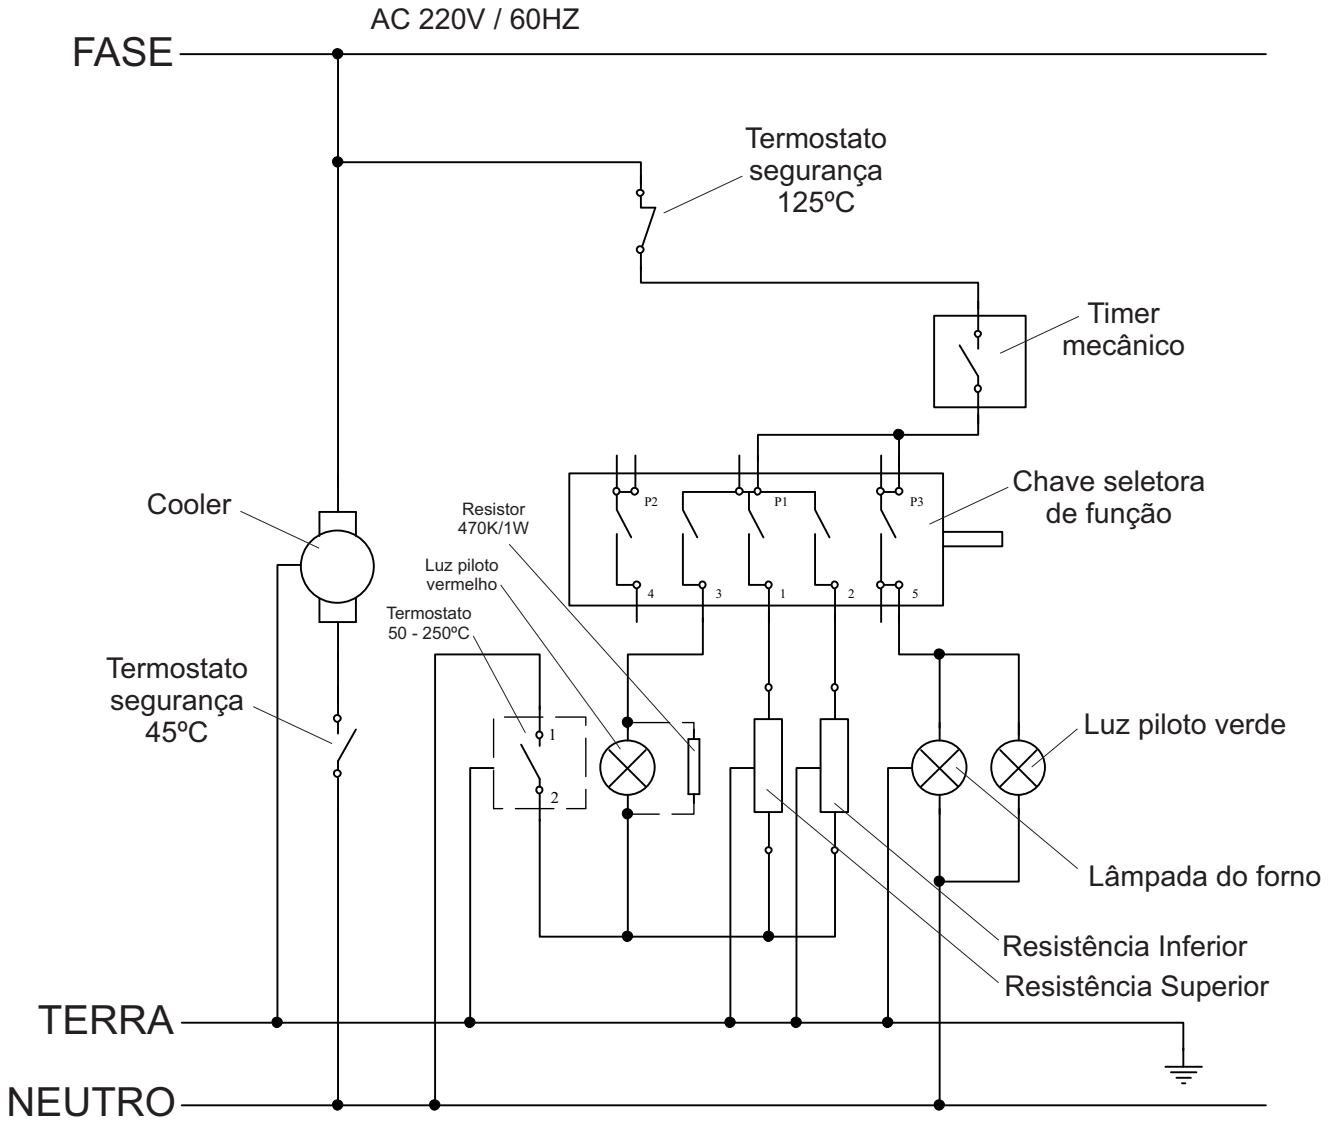 AC 220V / 60HZ
FASE
Termostato
segurança
125ºC
Timer
mecânico
Chave seletora
de função
P2
P1
P3
4
3
1
2
5
Cooler
Resistor
470K/1W
Luz piloto
vermelho
Termostato
50 - 250ºC
Termostato
segurança
45ºC
1
2
Luz piloto verde
Lâmpada do forno
Resistência Inferior
Resistência Superior
TERRA
NEUTRO